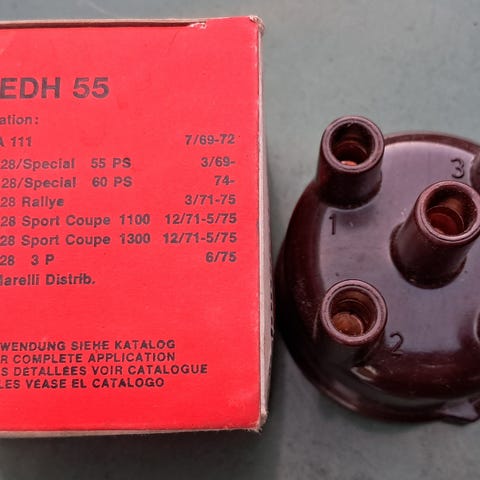 EDH 55
ation:
A 111 7/69-72
28/Special 55 PS 3/69-
28/Special 60 PS 74-
28 Rallye 3/71-75
28 Sport Coupe 1100 12/71-5/75
28 Sport Coupe 1300 12/71-5/75
28 3 P 6/75
Marelli Distrib.
WENDUNG SIEHE KATALOG
R COMPLETE APPLICATION
S DETALLÉES VOIR CATALOGUE
LES VÉASE EL CATALOGO
3
1
2